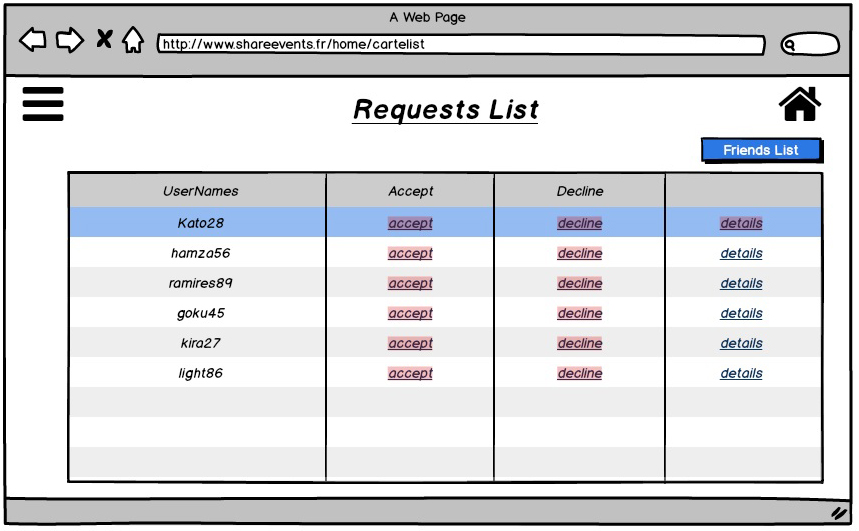 A Web Page
http://www.shareevents.fr/home/cartelist
Requests List
Friends List
UserNames Accept Decline
Kato28 accept decline details
hamza56 accept decline details
ramires89 accept decline details
goku45 accept decline details
kira27 accept decline details
light86 accept decline details